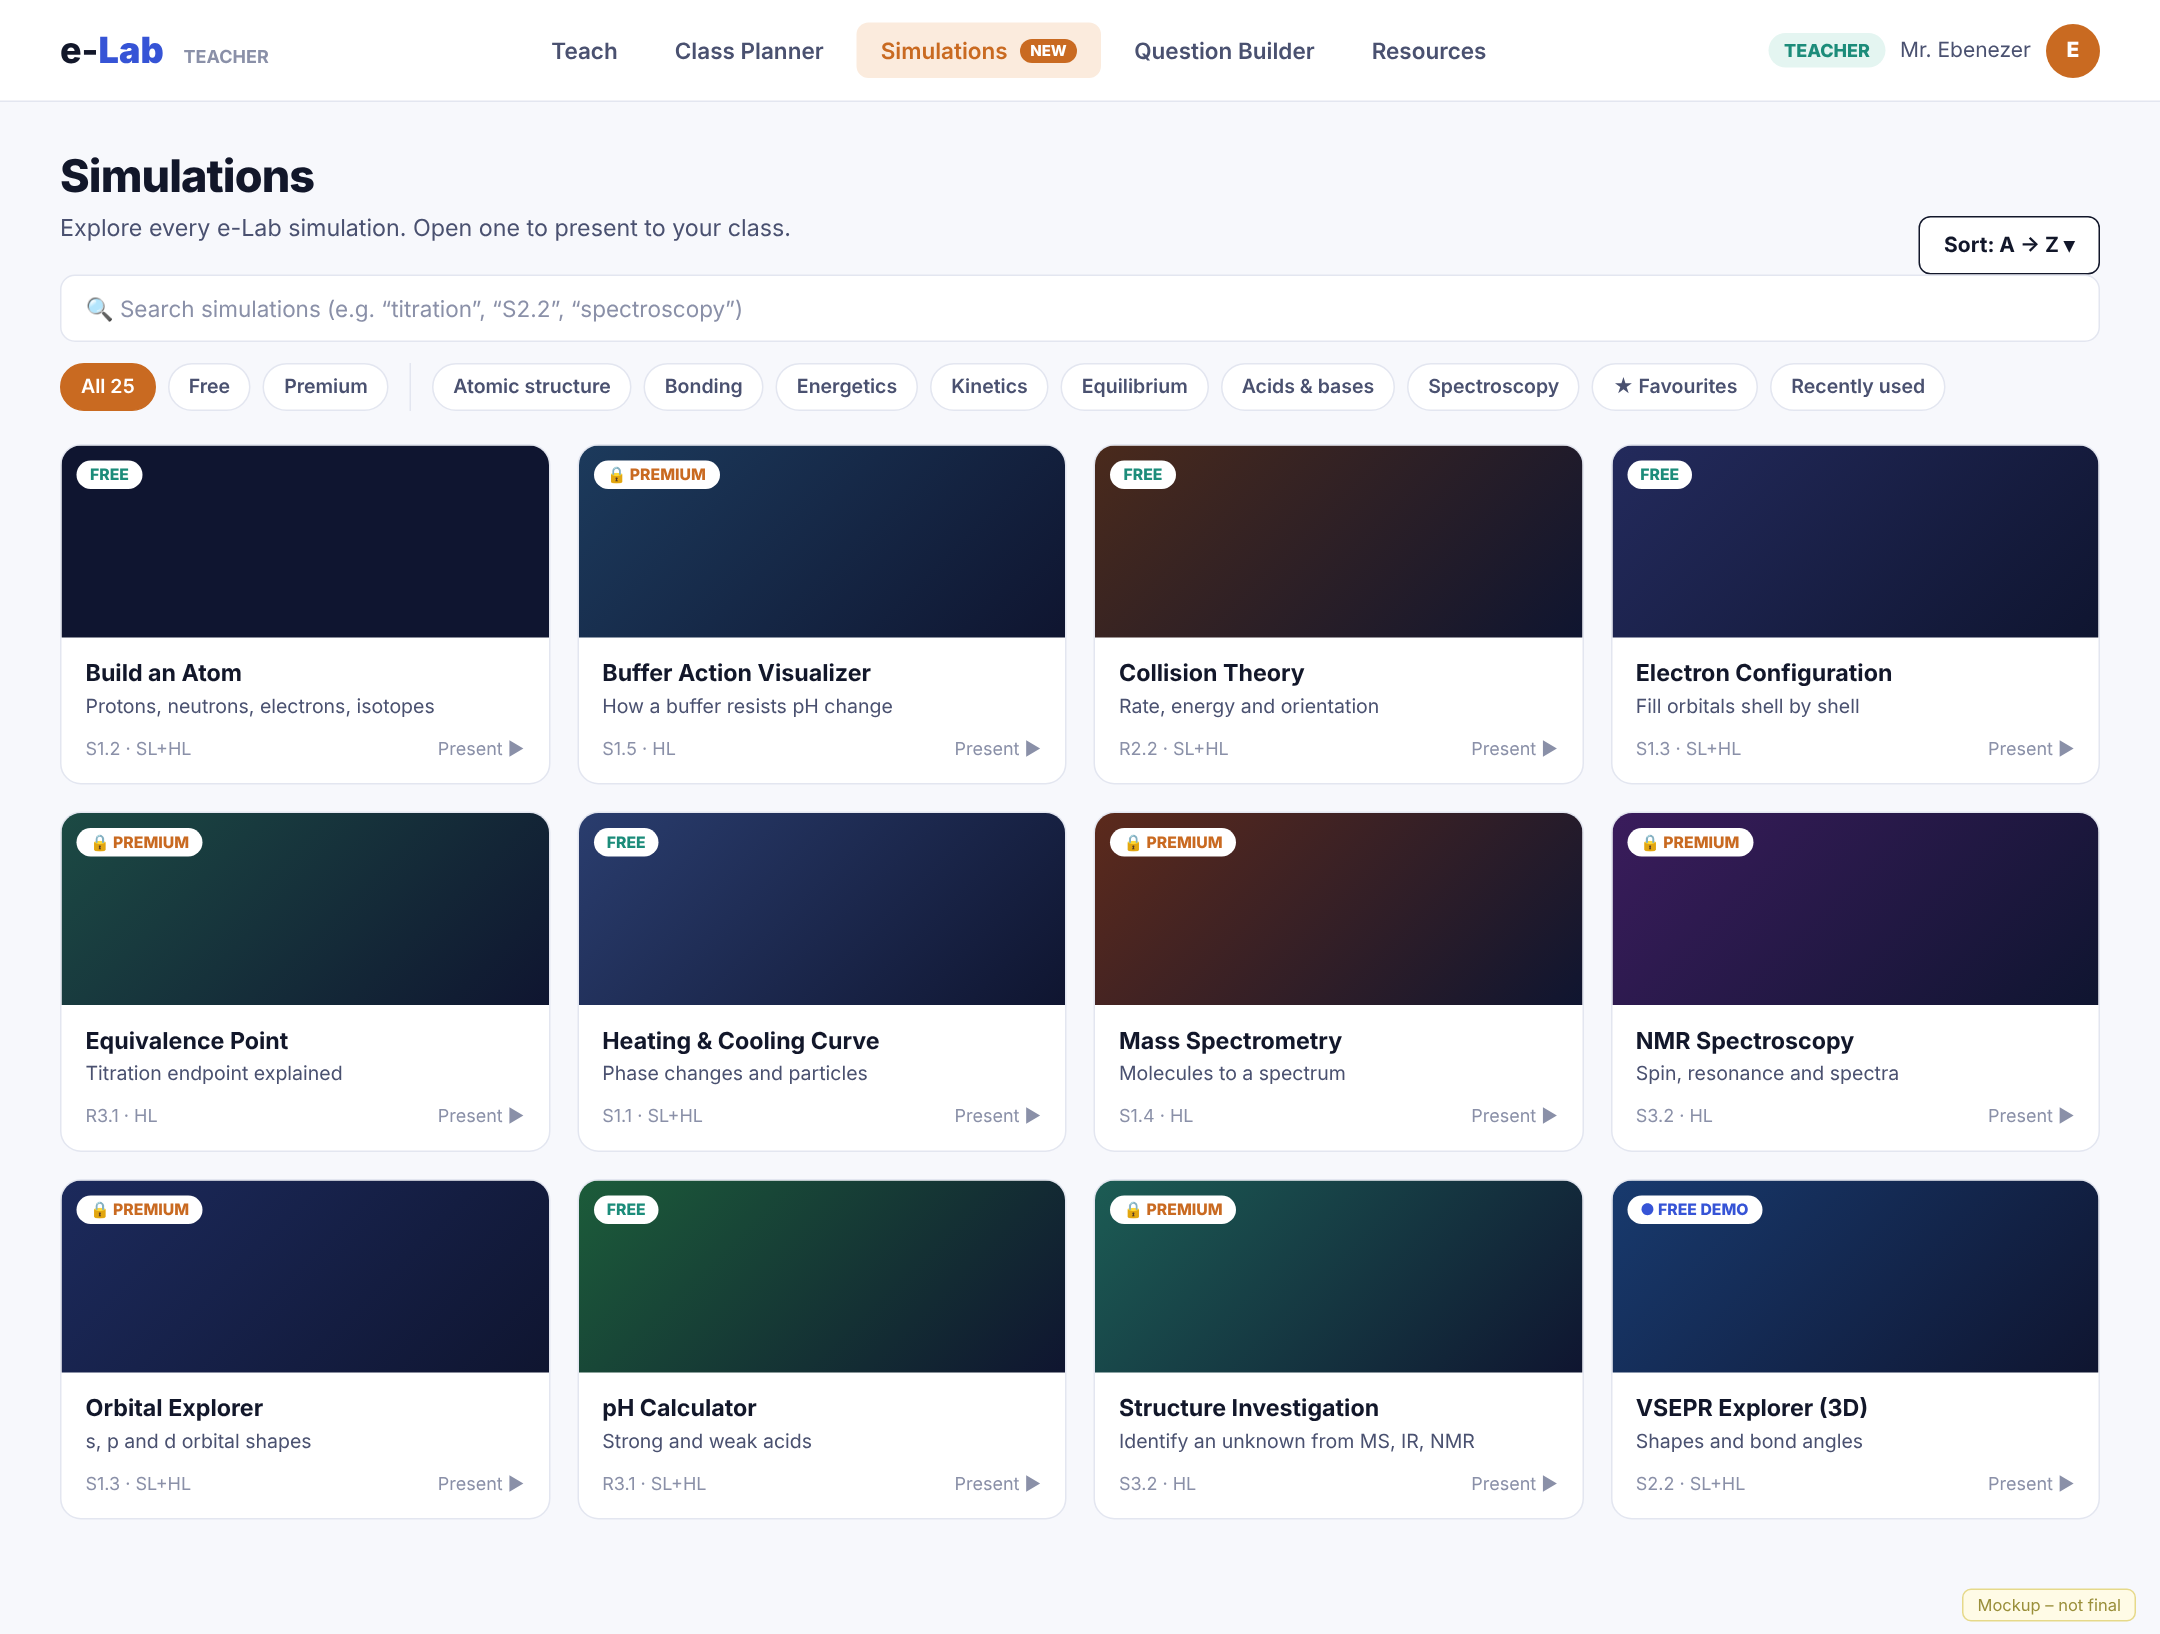 e-Lab TEACHER
Teach
Class Planner
Simulations NEW
Question Builder
Resources
TEACHER Mr. Ebenezer E
Simulations
Explore every e-Lab simulation. Open one to present to your class.
Sort: A → Z ▾
🔍 Search simulations (e.g. “titration”, “S2.2”, “spectroscopy”)
All 25
Free
Premium
Atomic structure
Bonding
Energetics
Kinetics
Equilibrium
Acids & bases
Spectroscopy
★ Favourites
Recently used
FREE
Build an Atom
Protons, neutrons, electrons, isotopes
S1.2 · SL+HL
Present ▶
🔒 PREMIUM
Buffer Action Visualizer
How a buffer resists pH change
S1.5 · HL
Present ▶
FREE
Collision Theory
Rate, energy and orientation
R2.2 · SL+HL
Present ▶
FREE
Electron Configuration
Fill orbitals shell by shell
S1.3 · SL+HL
Present ▶
🔒 PREMIUM
Equivalence Point
Titration endpoint explained
R3.1 · HL
Present ▶
FREE
Heating & Cooling Curve
Phase changes and particles
S1.1 · SL+HL
Present ▶
🔒 PREMIUM
Mass Spectrometry
Molecules to a spectrum
S1.4 · HL
Present ▶
🔒 PREMIUM
NMR Spectroscopy
Spin, resonance and spectra
S3.2 · HL
Present ▶
🔒 PREMIUM
Orbital Explorer
s, p and d orbital shapes
S1.3 · SL+HL
Present ▶
FREE
pH Calculator
Strong and weak acids
R3.1 · SL+HL
Present ▶
🔒 PREMIUM
Structure Investigation
Identify an unknown from MS, IR, NMR
S3.2 · HL
Present ▶
● FREE DEMO
VSEPR Explorer (3D)
Shapes and bond angles
S2.2 · SL+HL
Present ▶
Mockup – not final